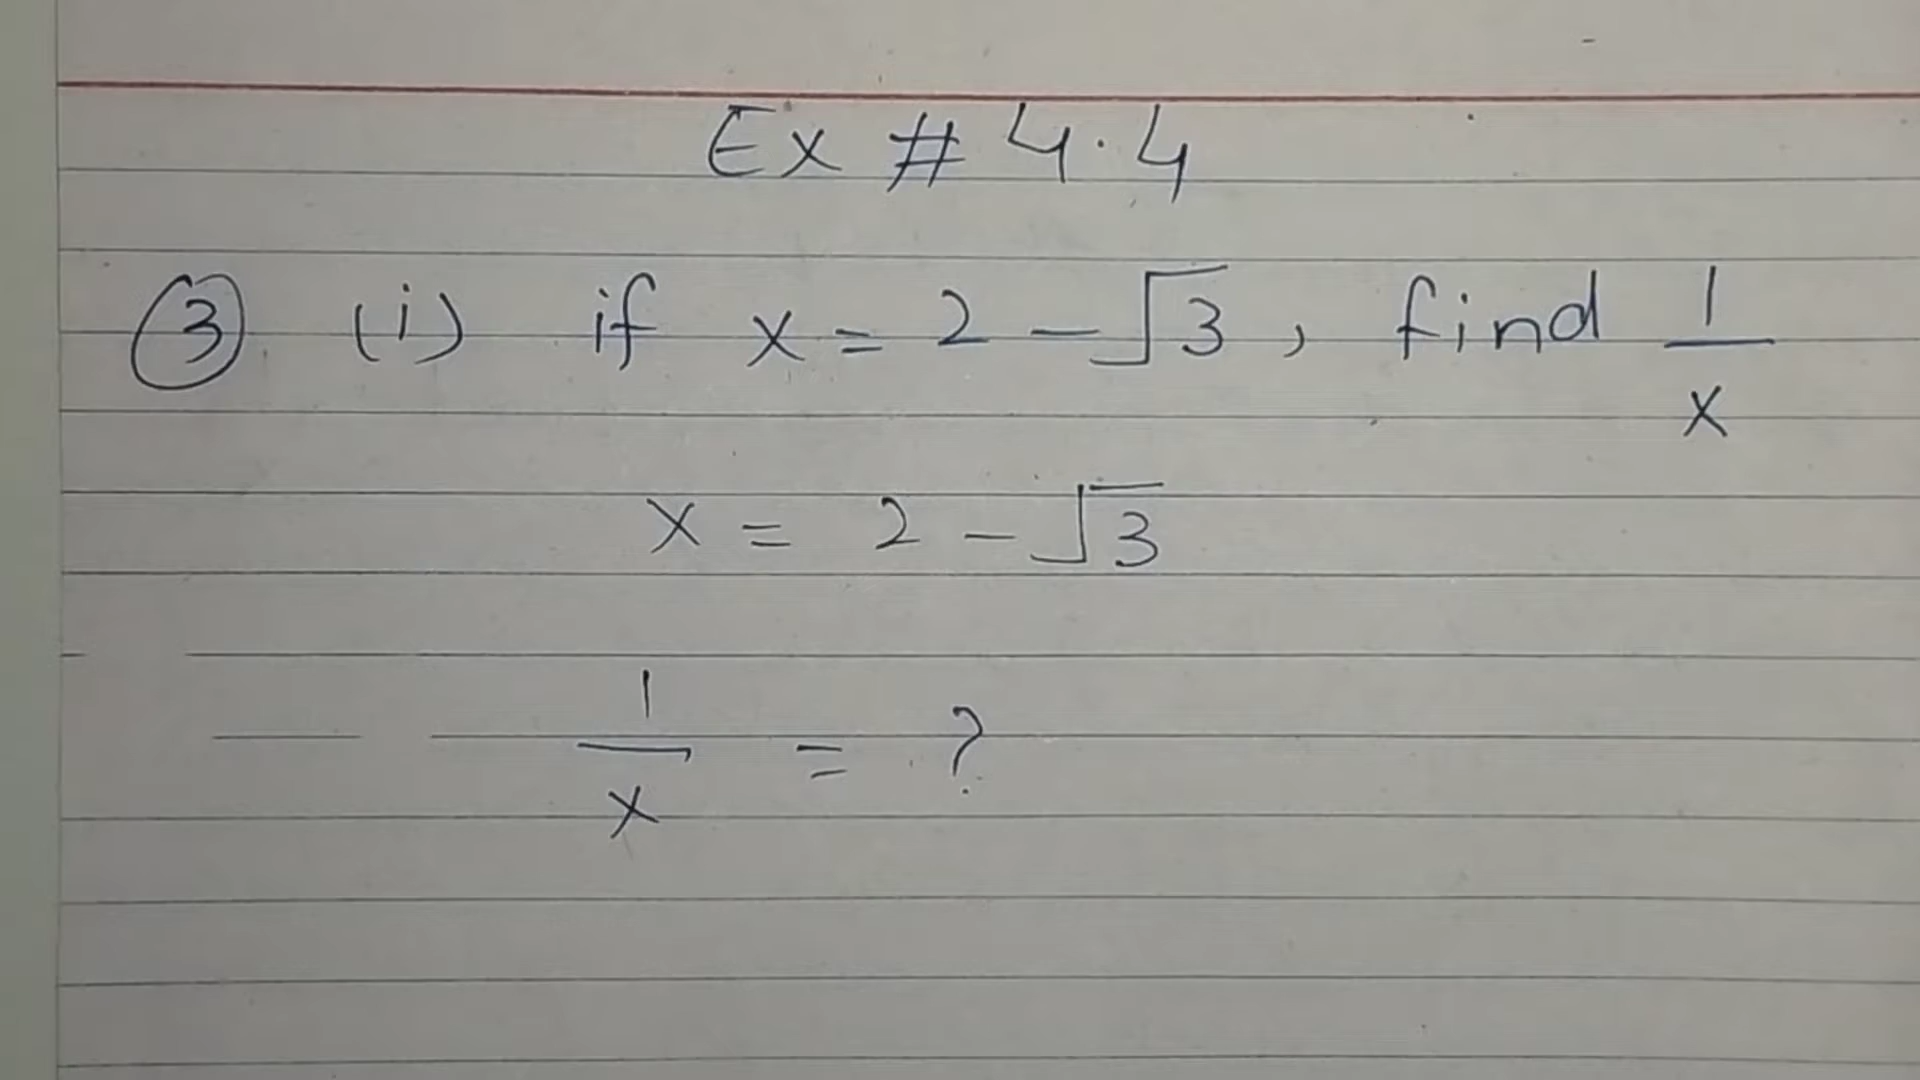 Ex # 4.4
③ (i) if x = 2 - √3, find 1/x
x = 2 - √3
1/x = ?